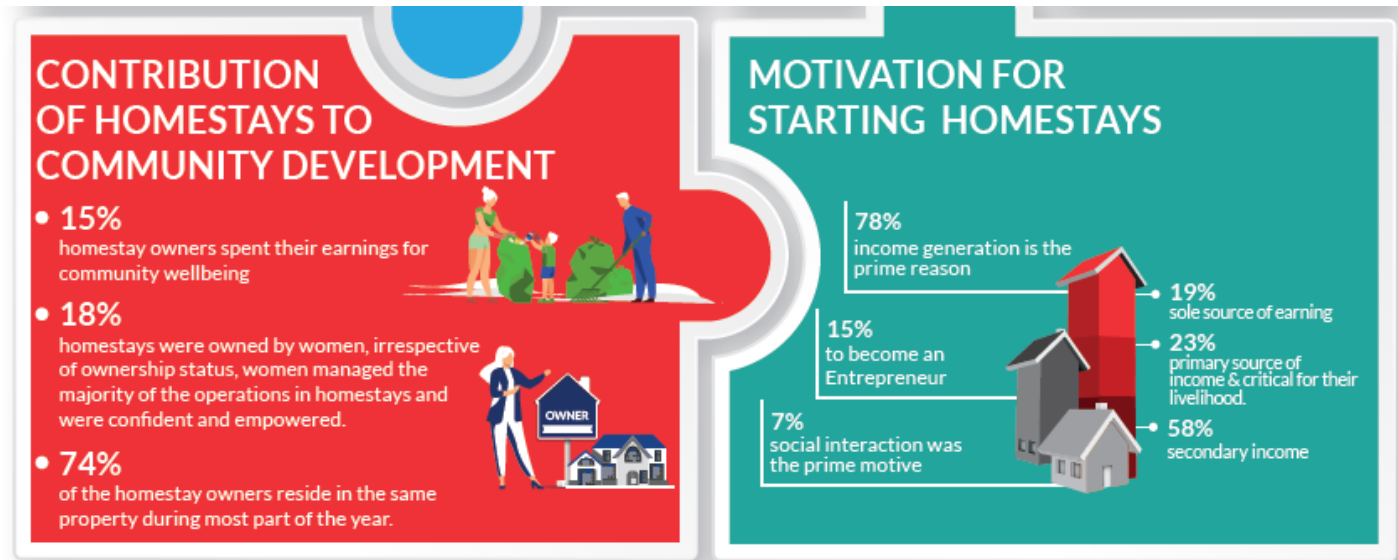 CONTRIBUTION
OF HOMESTAYS TO
COMMUNITY DEVELOPMENT
15%
homestay owners spent their earnings for
community wellbeing
18%
homestays were owned by women, irrespective
of ownership status, women managed the
majority of the operations in homestays and
were confident and empowered.
OWNER
74%
of the homestay owners reside in the same
property during most part of the year.
MOTIVATION FOR
STARTING HOMESTAYS
78%
income generation is the
prime reason
15%
to become an
Entrepreneur
7%
social interaction was
the prime motive
19%
sole source of earning
23%
primary source of
income & critical for their
livelihood.
58%
secondary income